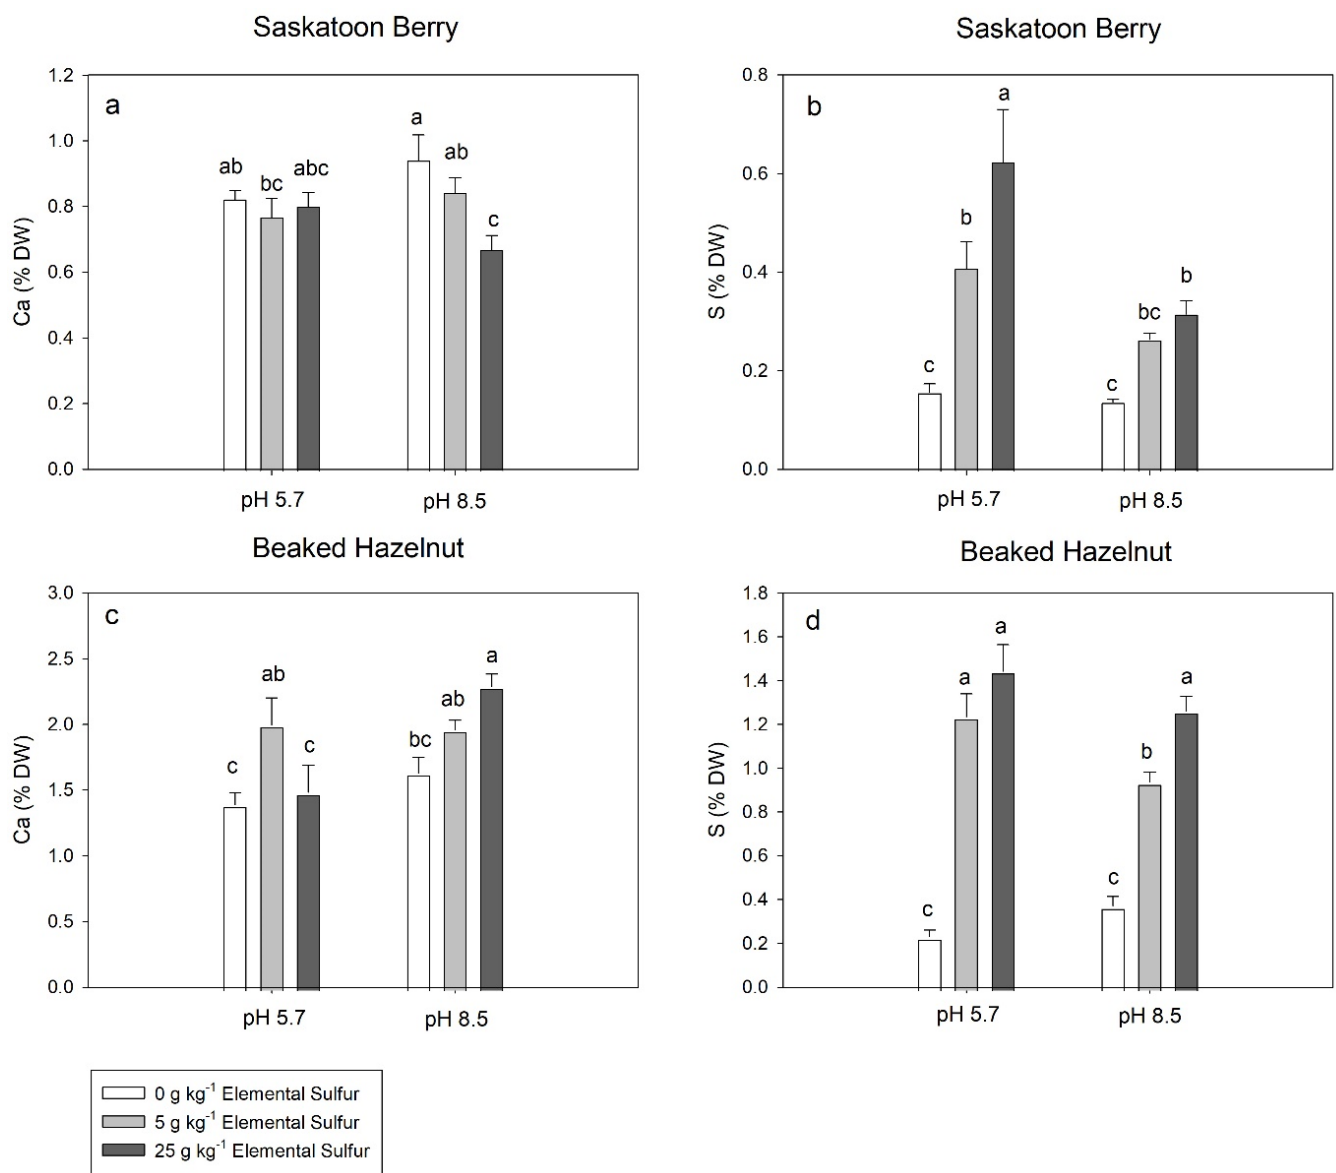 Saskatoon Berry
a
Ca (% DW)
1.2
1.0
0.8
0.6
0.4
0.2
0.0
ab
bc
abc
a
ab
c
pH 5.7
pH 8.5
Saskatoon Berry
b
S (% DW)
0.8
0.6
0.4
0.2
0.0
c
b
a
c
bc
b
pH 5.7
pH 8.5
Beaked Hazelnut
c
Ca (% DW)
3.0
2.5
2.0
1.5
1.0
0.5
0.0
c
ab
c
bc
ab
a
pH 5.7
pH 8.5
Beaked Hazelnut
d
S (% DW)
1.8
1.6
1.4
1.2
1.0
0.8
0.6
0.4
0.2
0.0
c
a
a
c
b
a
pH 5.7
pH 8.5
0 g kg⁻¹ Elemental Sulfur
5 g kg⁻¹ Elemental Sulfur
25 g kg⁻¹ Elemental Sulfur